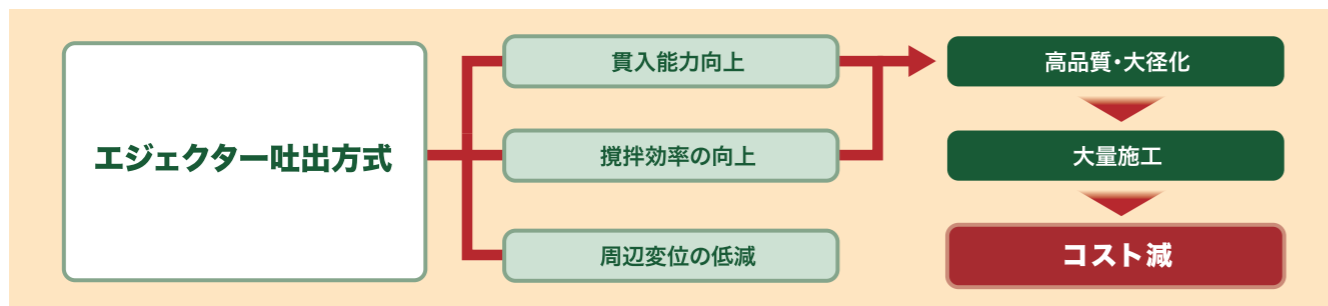 エジェクター吐出方式
貫入能力向上
撹拌効率の向上
周辺変位の低減
高品質・大径化
大量施工
コスト減